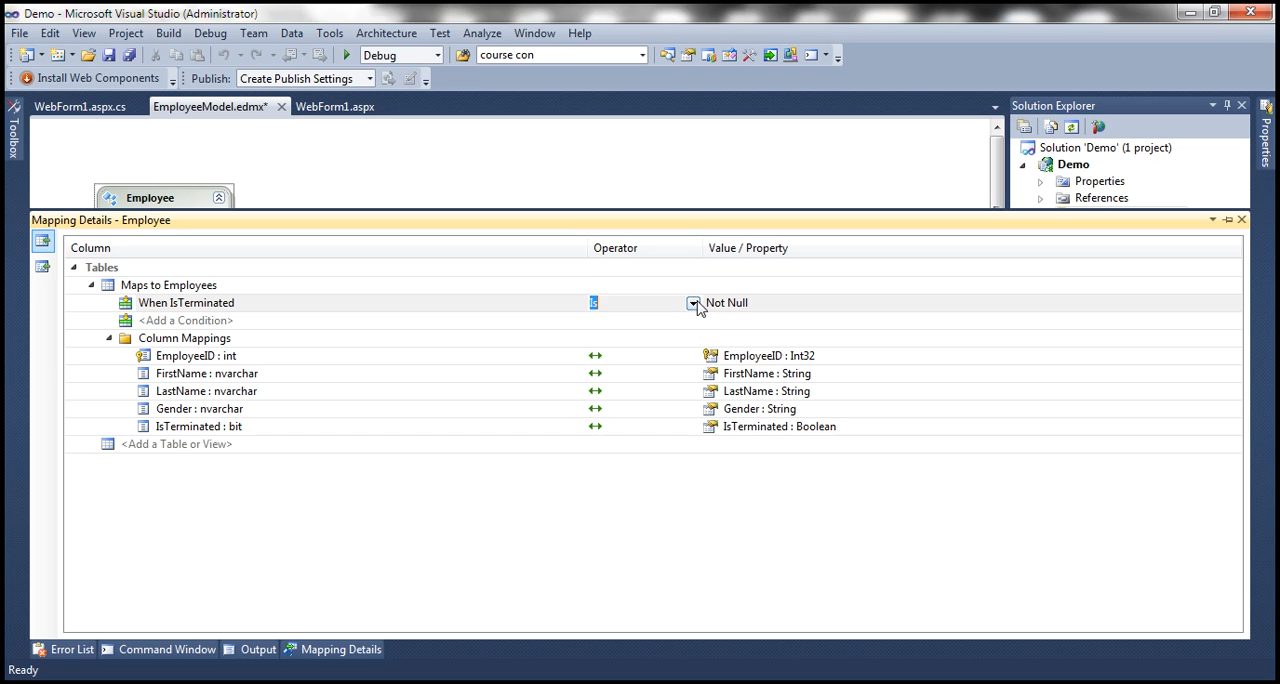 Demo - Microsoft Visual Studio (Administrator)
File Edit View Project Build Debug Team Data Tools Architecture Test Analyze Window Help
Debug course con
Install Web Components Publish: Create Publish Settings
WebForm1.aspx.cs EmployeeModel.edmx* WebForm1.aspx Solution Explorer
Toolbox
Properties
Solution 'Demo' (1 project)
Demo
Properties
Employee References
Mapping Details - Employee
Column Operator Value / Property
Tables
Maps to Employees
When IsTerminated Is Not Null
<Add a Condition>
Column Mappings
EmployeeID : int EmployeeID : Int32
FirstName : nvarchar FirstName : String
LastName : nvarchar LastName : String
Gender : nvarchar Gender : String
IsTerminated : bit IsTerminated : Boolean
<Add a Table or View>
Error List Command Window Output Mapping Details
Ready